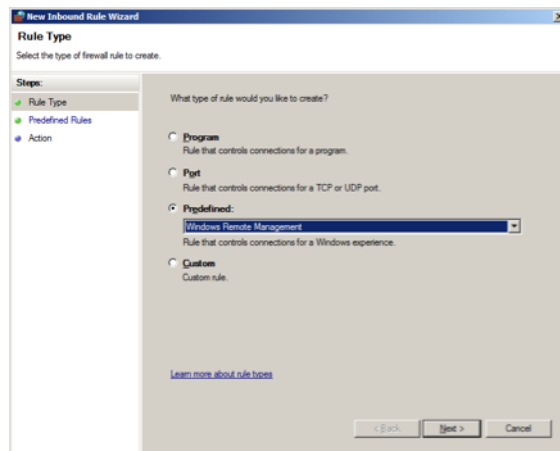 New Inbound Rule Wizard
Rule Type
Select the type of firewall rule to create.
Steps:
Rule Type
Predefined Rules
Action
What type of rule would you like to create?
Program
Rule that controls connections for a program.
Port
Rule that controls connections for a TCP or UDP port.
Predefined:
Windows Remote Management
Rule that controls connections for a Windows experience.
Custom
Custom rule.
Learn more about rule types
< Back
Next >
Cancel